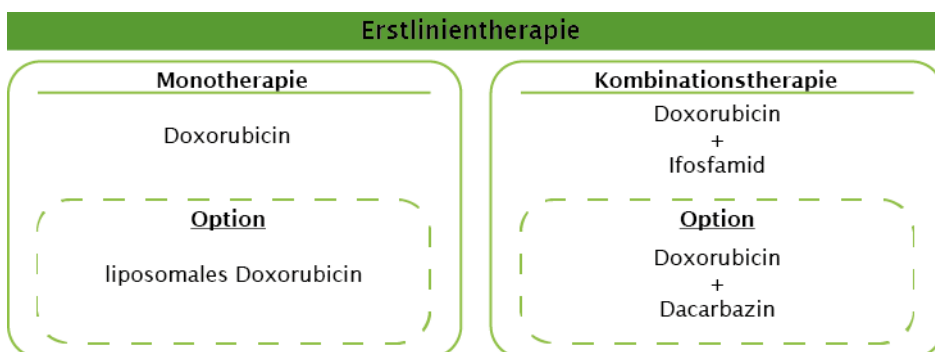 Erstlinientherapie
Monotherapie
Doxorubicin
Option
liposomales Doxorubicin
Kombinationstherapie
Doxorubicin
+
Ifosfamid
Option
Doxorubicin
+
Dacarbazin